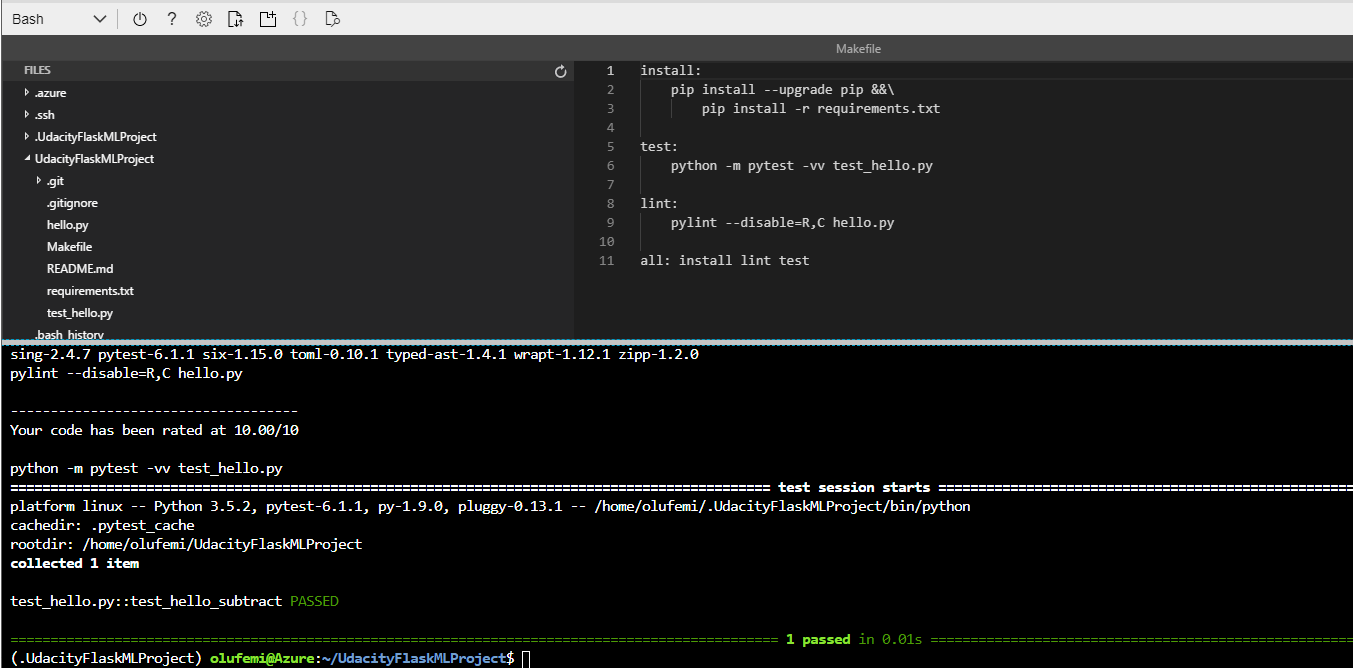 Bash
Makefile
FILES
.azure
.ssh
.UdacityFlaskMLProject
UdacityFlaskMLProject
.git
.gitignore
hello.py
Makefile
README.md
requirements.txt
test_hello.py
.bash_history
1 install:
2 pip install --upgrade pip &&\
3 pip install -r requirements.txt
4
5 test:
6 python -m pytest -vv test_hello.py
7
8 lint:
9 pylint --disable=R,C hello.py
10
11 all: install lint test
sing-2.4.7 pytest-6.1.1 six-1.15.0 toml-0.10.1 typed-ast-1.4.1 wrapt-1.12.1 zipp-1.2.0
pylint --disable=R,C hello.py
------------------------------------
Your code has been rated at 10.00/10
python -m pytest -vv test_hello.py
=============================================================================================== test session starts =====================================================
platform linux -- Python 3.5.2, pytest-6.1.1, py-1.9.0, pluggy-0.13.1 -- /home/olufemi/.UdacityFlaskMLProject/bin/python
cachedir: .pytest_cache
rootdir: /home/olufemi/UdacityFlaskMLProject
collected 1 item
test_hello.py::test_hello_subtract PASSED
================================================================================================ 1 passed in 0.01s =====================================================
(.UdacityFlaskMLProject) olufemi@Azure:~/UdacityFlaskMLProject$